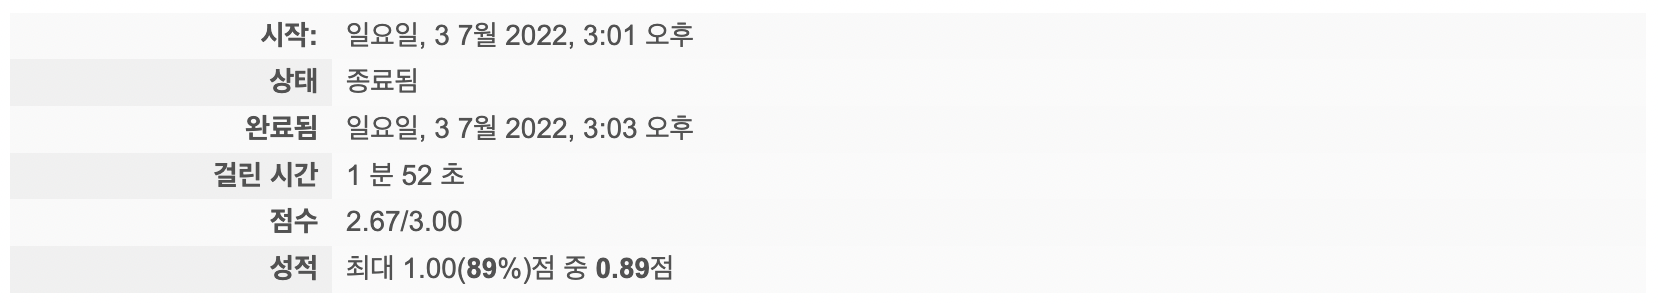 시작: 일요일, 3 7월 2022, 3:01 오후
상태 종료됨
완료됨 일요일, 3 7월 2022, 3:03 오후
걸린 시간 1 분 52 초
점수 2.67/3.00
성적 최대 1.00(89%)점 중 0.89점